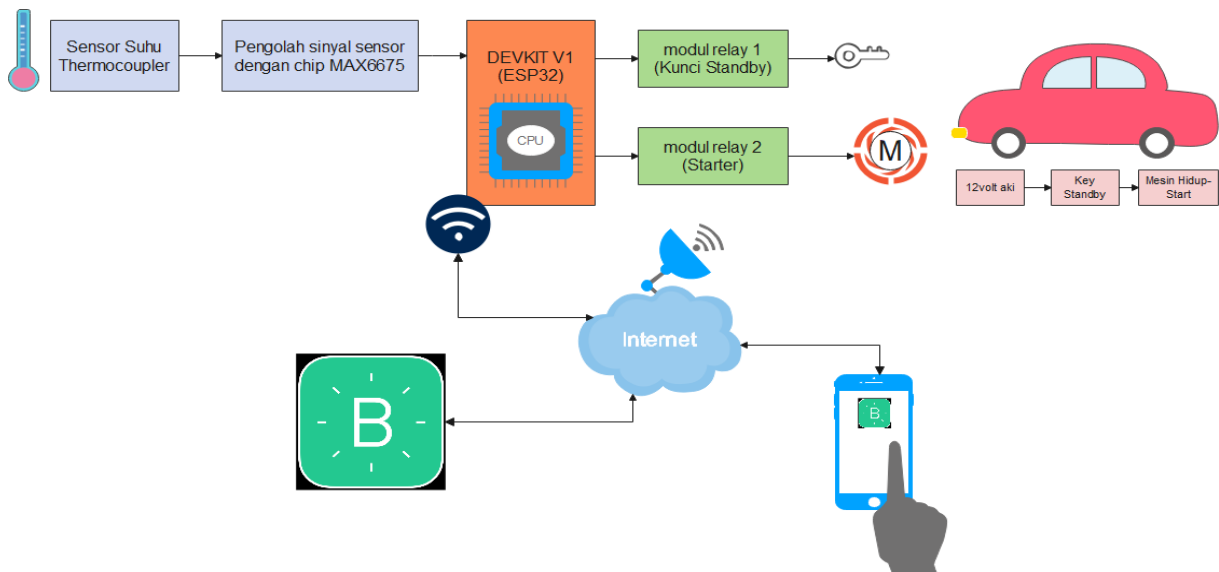 Sensor Suhu
Thermocoupler
Pengolah sinyal sensor
dengan chip MAX6675
DEVKIT V1
(ESP32)
CPU
modul relay 1
(Kunci Standby)
modul relay 2
(Starter)
M
12volt aki
Key
Standby
Mesin Hidup-
Start
Internet
B
B